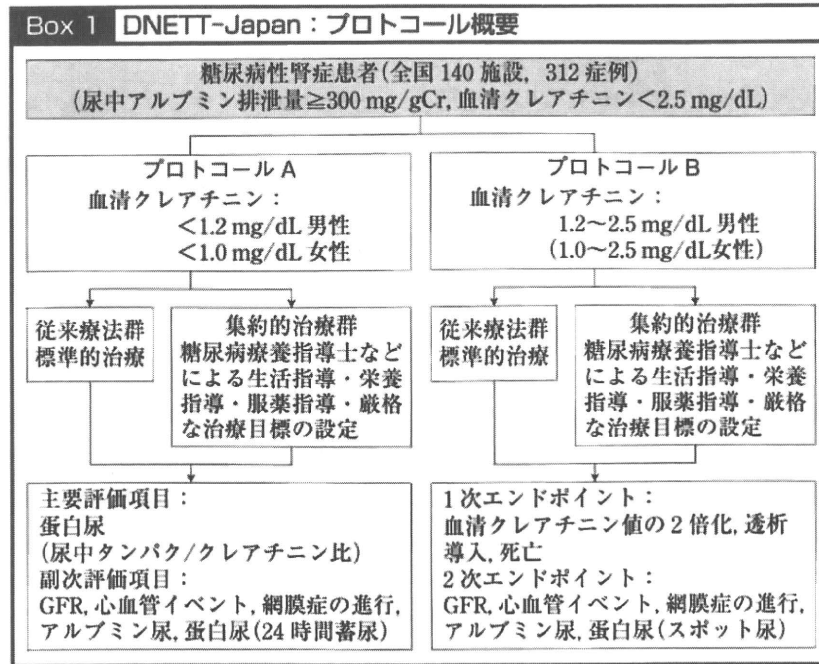 Box 1 DNETT-Japan：プロトコール概要
糖尿病性腎症患者(全国140施設, 312症例)
(尿中アルブミン排泄量≧300 mg/gCr, 血清クレアチニン＜2.5 mg/dL)
プロトコールA
血清クレアチニン：
＜1.2 mg/dL 男性
＜1.0 mg/dL 女性
プロトコールB
血清クレアチニン：
1.2～2.5 mg/dL 男性
(1.0～2.5 mg/dL女性)
従来療法群
標準的治療
集約的治療群
糖尿病療養指導士など
による生活指導・栄養
指導・服薬指導・厳格
な治療目標の設定
従来療法群
標準的治療
集約的治療群
糖尿病療養指導士など
による生活指導・栄養
指導・服薬指導・厳格
な治療目標の設定
主要評価項目：
蛋白尿
(尿中タンパク/クレアチニン比)
副次評価項目：
GFR, 心血管イベント, 網膜症の進行,
アルブミン尿, 蛋白尿(24時間蓄尿)
1次エンドポイント：
血清クレアチニン値の2倍化, 透析
導入, 死亡
2次エンドポイント：
GFR, 心血管イベント, 網膜症の進行,
アルブミン尿, 蛋白尿(スポット尿)